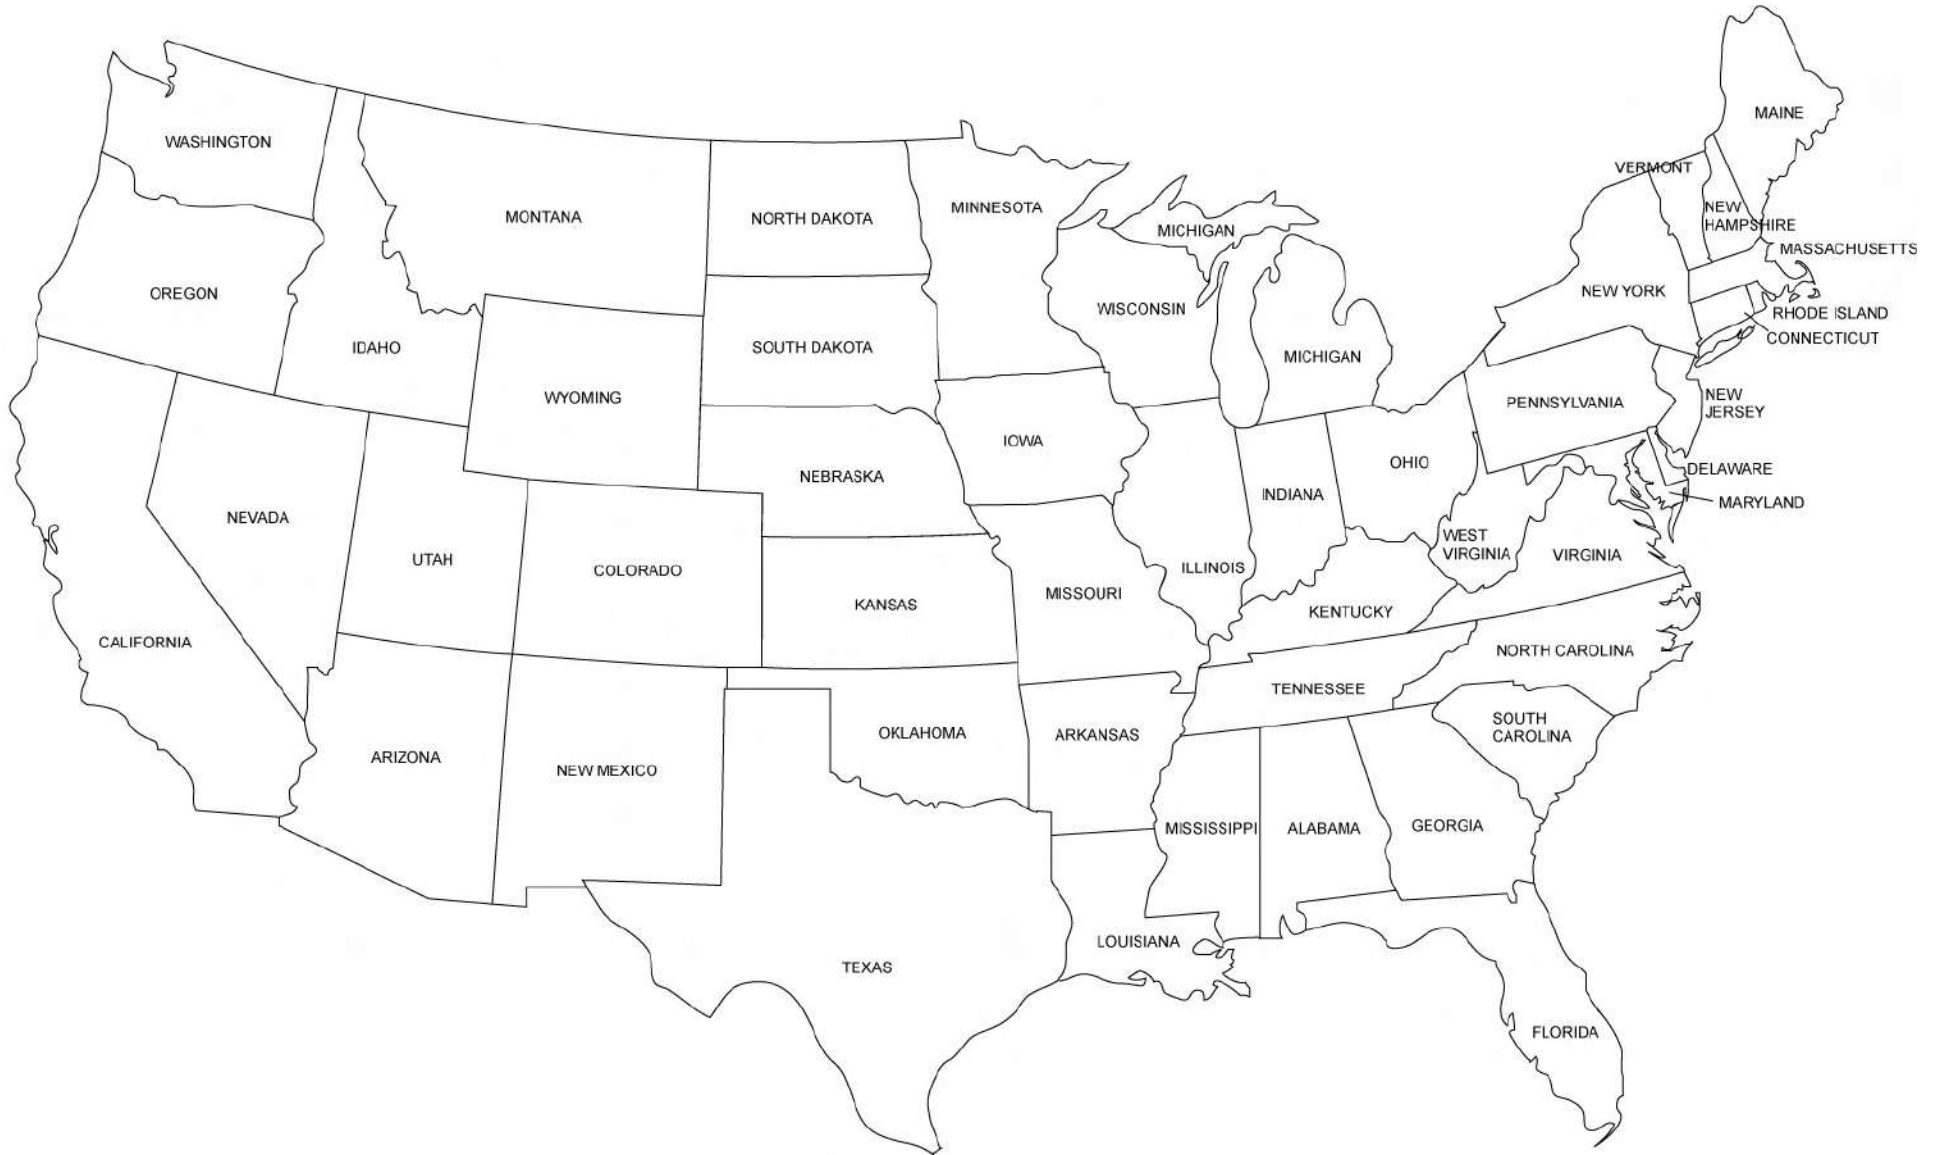 MAINE
WASHINGTON
VERMONT
MONTANA
NORTH DAKOTA
MINNESOTA
MICHIGAN
NEW
HAMPSHIRE
MASSACHUSETTS
OREGON
NEW YORK
WISCONSIN
RHODE ISLAND
CONNECTICUT
IDAHO
SOUTH DAKOTA
MICHIGAN
WYOMING
PENNSYLVANIA
NEW
JERSEY
IOWA
OHIO
DELAWARE
NEBRASKA
INDIANA
MARYLAND
NEVADA
WEST
VIRGINIA
VIRGINIA
UTAH
COLORADO
ILLINOIS
KANSAS
MISSOURI
KENTUCKY
CALIFORNIA
NORTH CAROLINA
TENNESSEE
SOUTH
CAROLINA
OKLAHOMA
ARKANSAS
ARIZONA
NEW MEXICO
MISSISSIPPI
ALABAMA
GEORGIA
LOUISIANA
TEXAS
FLORIDA